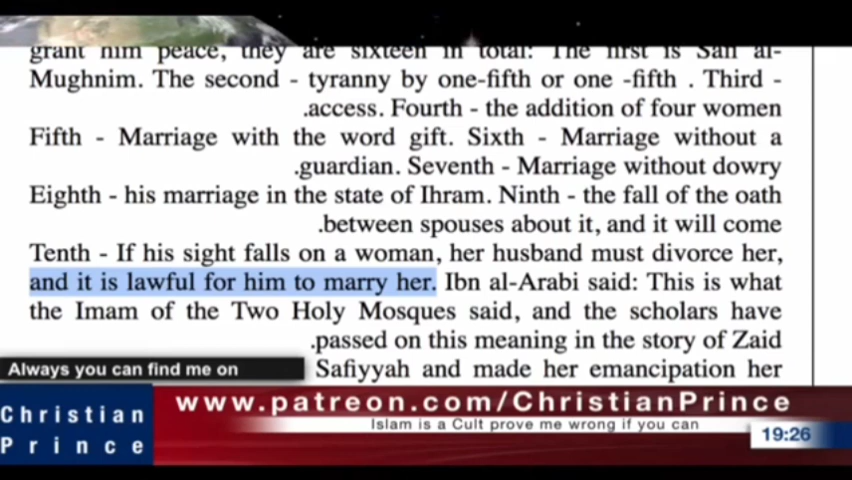 grant him peace, they are sixteen in total: The first is Safi al-
Mughnim. The second - tyranny by one-fifth or one -fifth . Third -
.access. Fourth - the addition of four women
Fifth - Marriage with the word gift. Sixth - Marriage without a
.guardian. Seventh - Marriage without dowry
Eighth - his marriage in the state of Ihram. Ninth - the fall of the oath
.between spouses about it, and it will come
Tenth - If his sight falls on a woman, her husband must divorce her,
and it is lawful for him to marry her. Ibn al-Arabi said: This is what
the Imam of the Two Holy Mosques said, and the scholars have
.passed on this meaning in the story of Zaid
Safiyyah and made her emancipation her
Always you can find me on
Christian
Prince
www.patreon.com/ChristianPrince
Islam is a Cult prove me wrong if you can
19:26